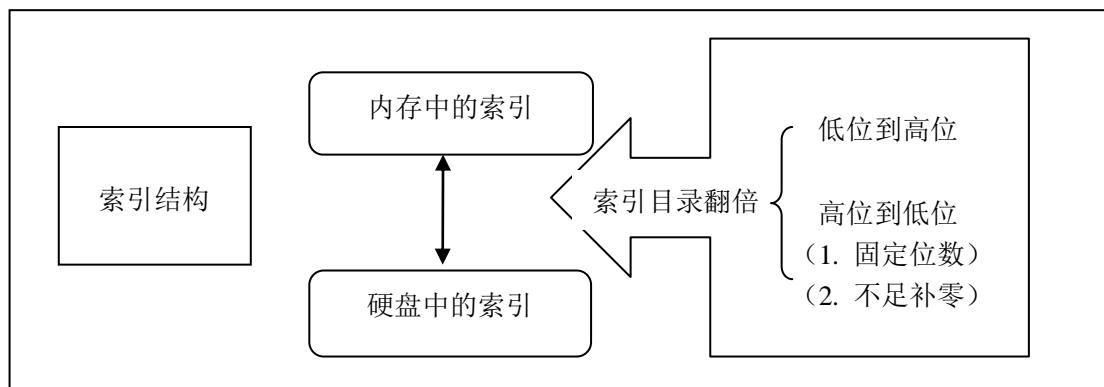 内存中的索引
索引结构
硬盘中的索引
索引目录翻倍
低位到高位
高位到低位
（1. 固定位数）
（2. 不足补零）